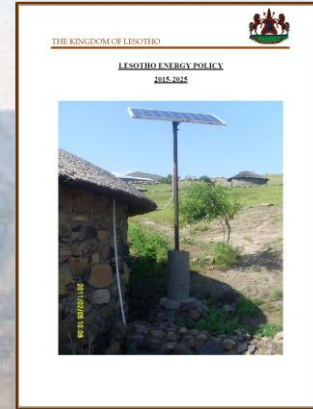 THE KINGDOM OF LESOTHO
LESOTHO ENERGY POLICY
2015-2025
2011/02/05 10:08